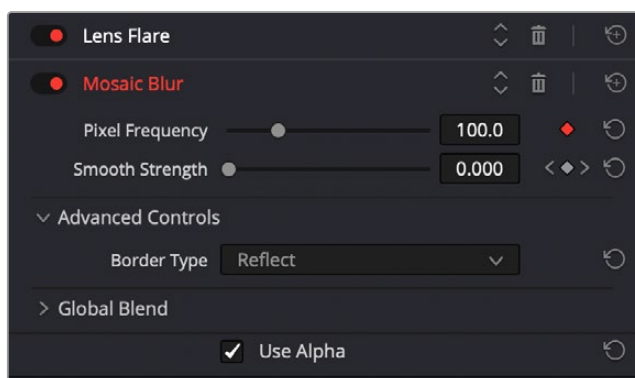 Lens Flare
Mosaic Blur
Pixel Frequency 100.0
Smooth Strength 0.000
Advanced Controls
Border Type Reflect
Global Blend
Use Alpha